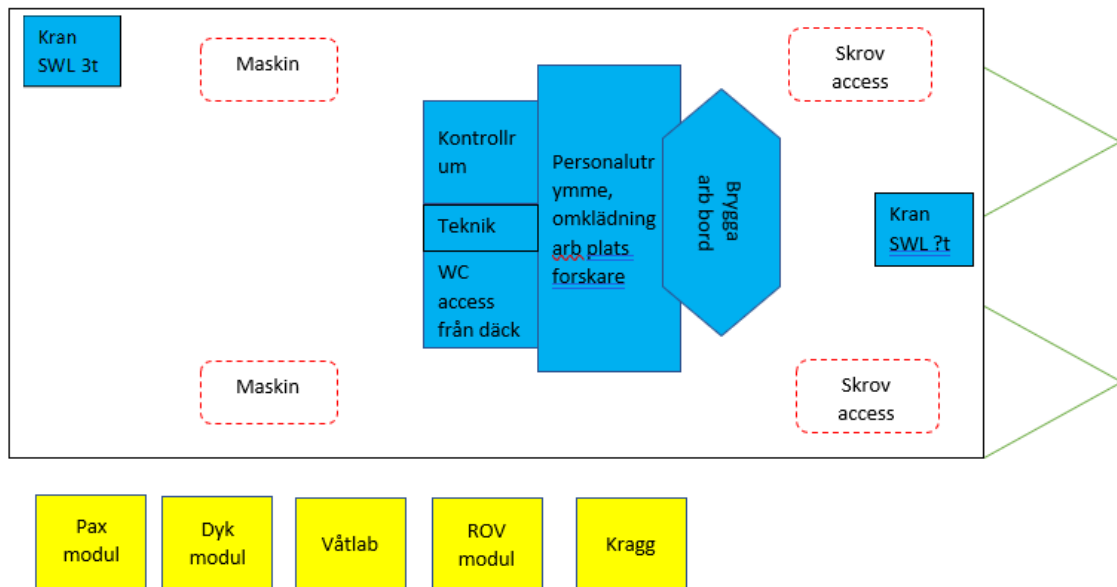 Kran
SWL 3t
Maskin
Skrov
access
Kontrollr
um
Teknik
WC
access
från däck
Personalutr
ymme,
omklädning
arb plats
forskare
Brygga
arb bord
Kran
SWL ?t
Maskin
Skrov
access
Pax
modul
Dyk
modul
Våtlab
ROV
modul
Kragg